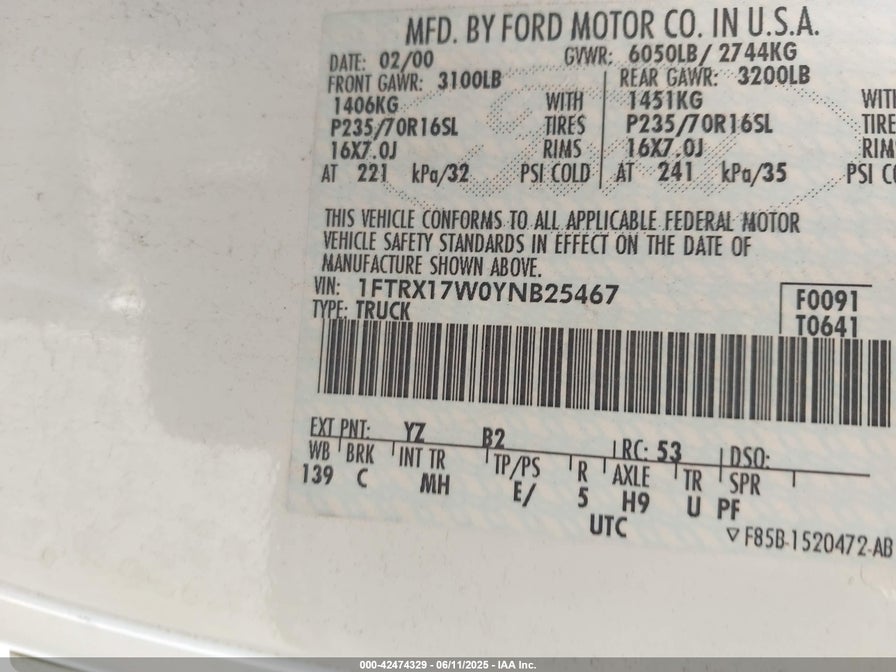 MFD. BY FORD MOTOR CO. IN U.S.A.
DATE: 02/00 GVWR: 6050LB/ 2744KG
FRONT GAWR: 3100LB REAR GAWR: 3200LB
1406KG WITH 1451KG WITH
P235/70R16SL TIRES P235/70R16SL TIRE
16X7.0J RIMS 16X7.0J RIM
AT 221 kPa/32 PSI COLD AT 241 kPa/35 PSI CO
THIS VEHICLE CONFORMS TO ALL APPLICABLE FEDERAL MOTOR
VEHICLE SAFETY STANDARDS IN EFFECT ON THE DATE OF
MANUFACTURE SHOWN ABOVE.
VIN: 1FTRX17W0YNB25467 F0091
TYPE: TRUCK T0641
EXT PNT: YZ B2 RC: 53 DSO:
WB BRK INT TR TP/PS R AXLE TR SPR
139 C MH E/ 5 H9 U PF
UTC
▽ F85B-1520472-AB
000-42474329 - 06/11/2025 - IAA Inc.